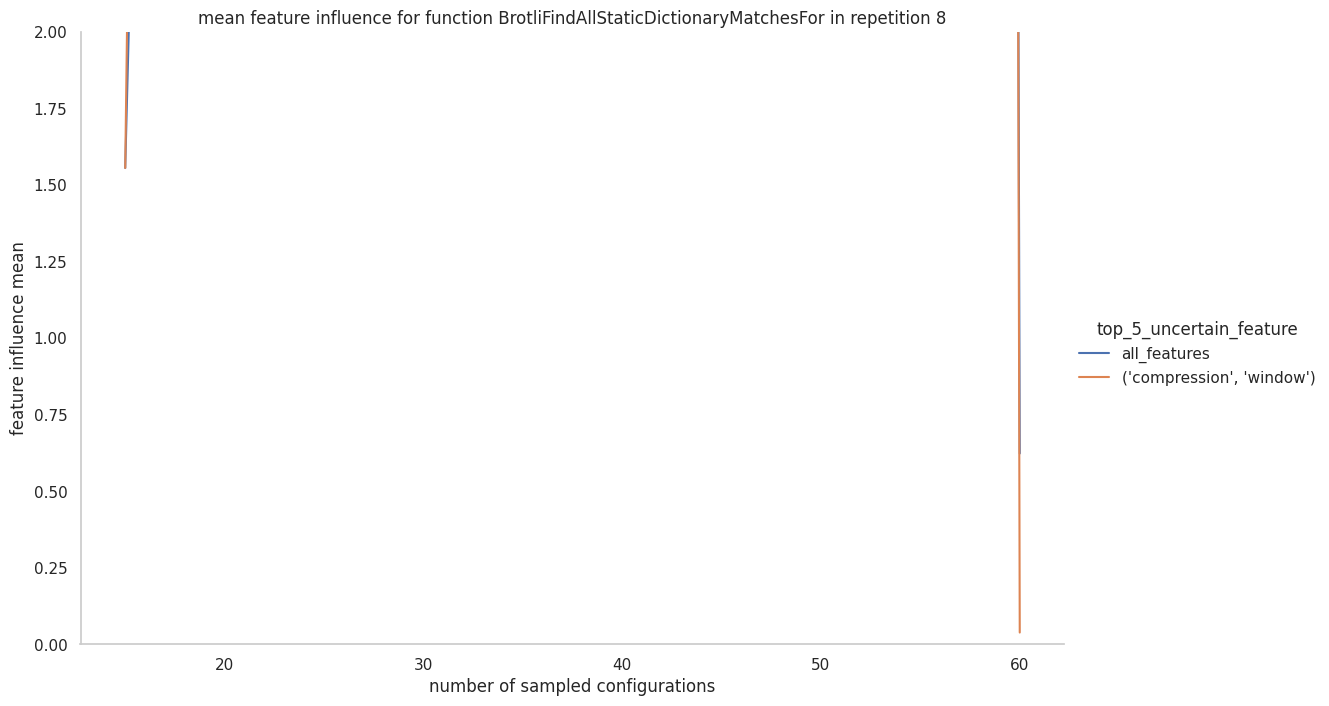 mean feature influence for function BrotliFindAllStaticDictionaryMatchesFor in repetition 8
2.00
1.75
1.50
1.25
1.00
0.75
0.50
0.25
0.00
feature influence mean
20
30
40
50
60
number of sampled configurations
top_5_uncertain_feature
all_features
('compression', 'window')